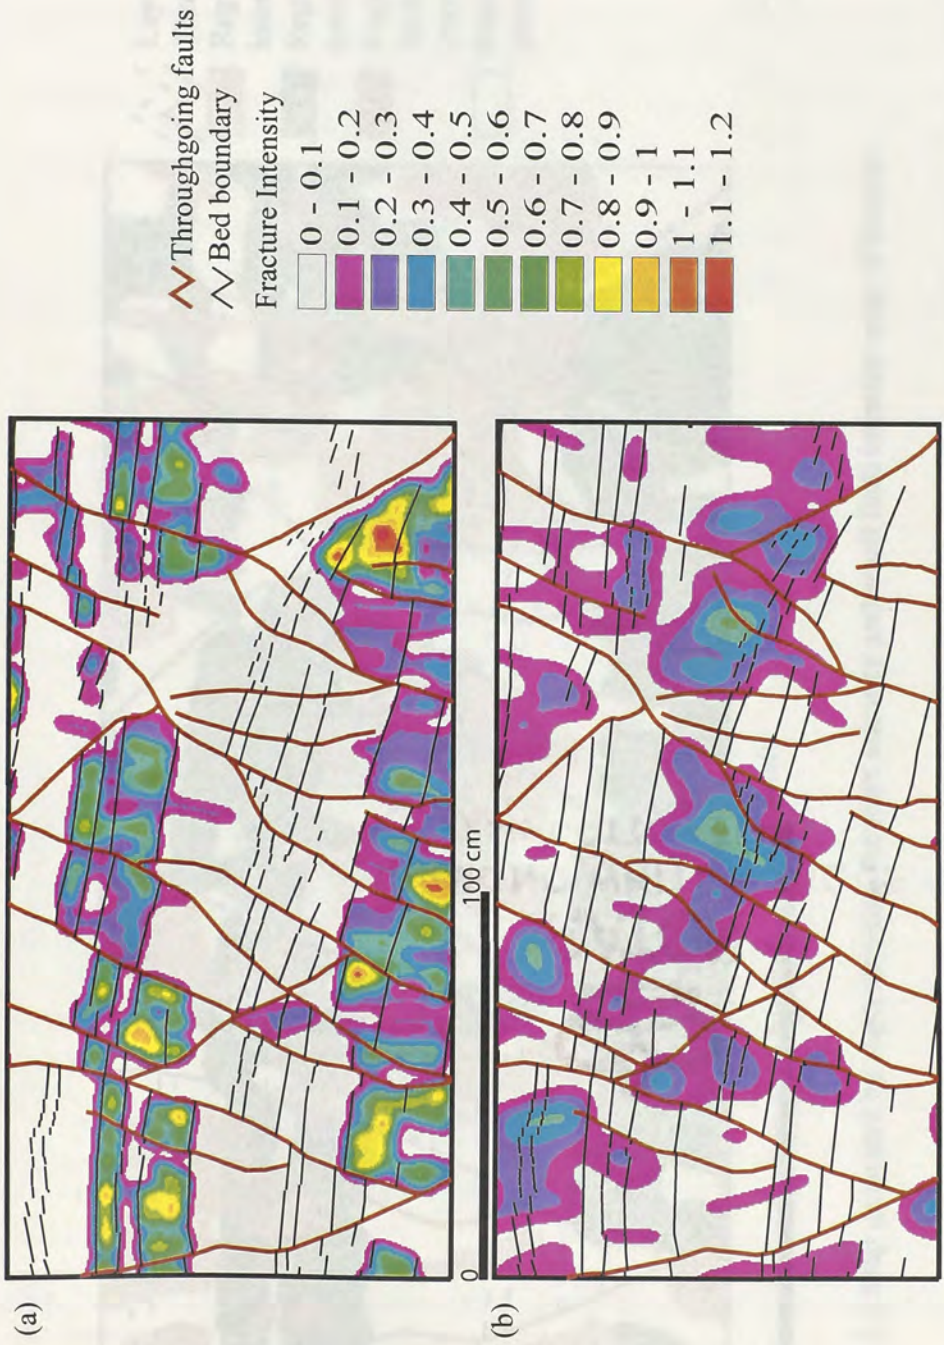 (a)
0
100 cm
(b)
Throughgoing faults
Bed boundary
Fracture Intensity
0 - 0.1
0.1 - 0.2
0.2 - 0.3
0.3 - 0.4
0.4 - 0.5
0.5 - 0.6
0.6 - 0.7
0.7 - 0.8
0.8 - 0.9
0.9 - 1
1 - 1.1
1.1 - 1.2